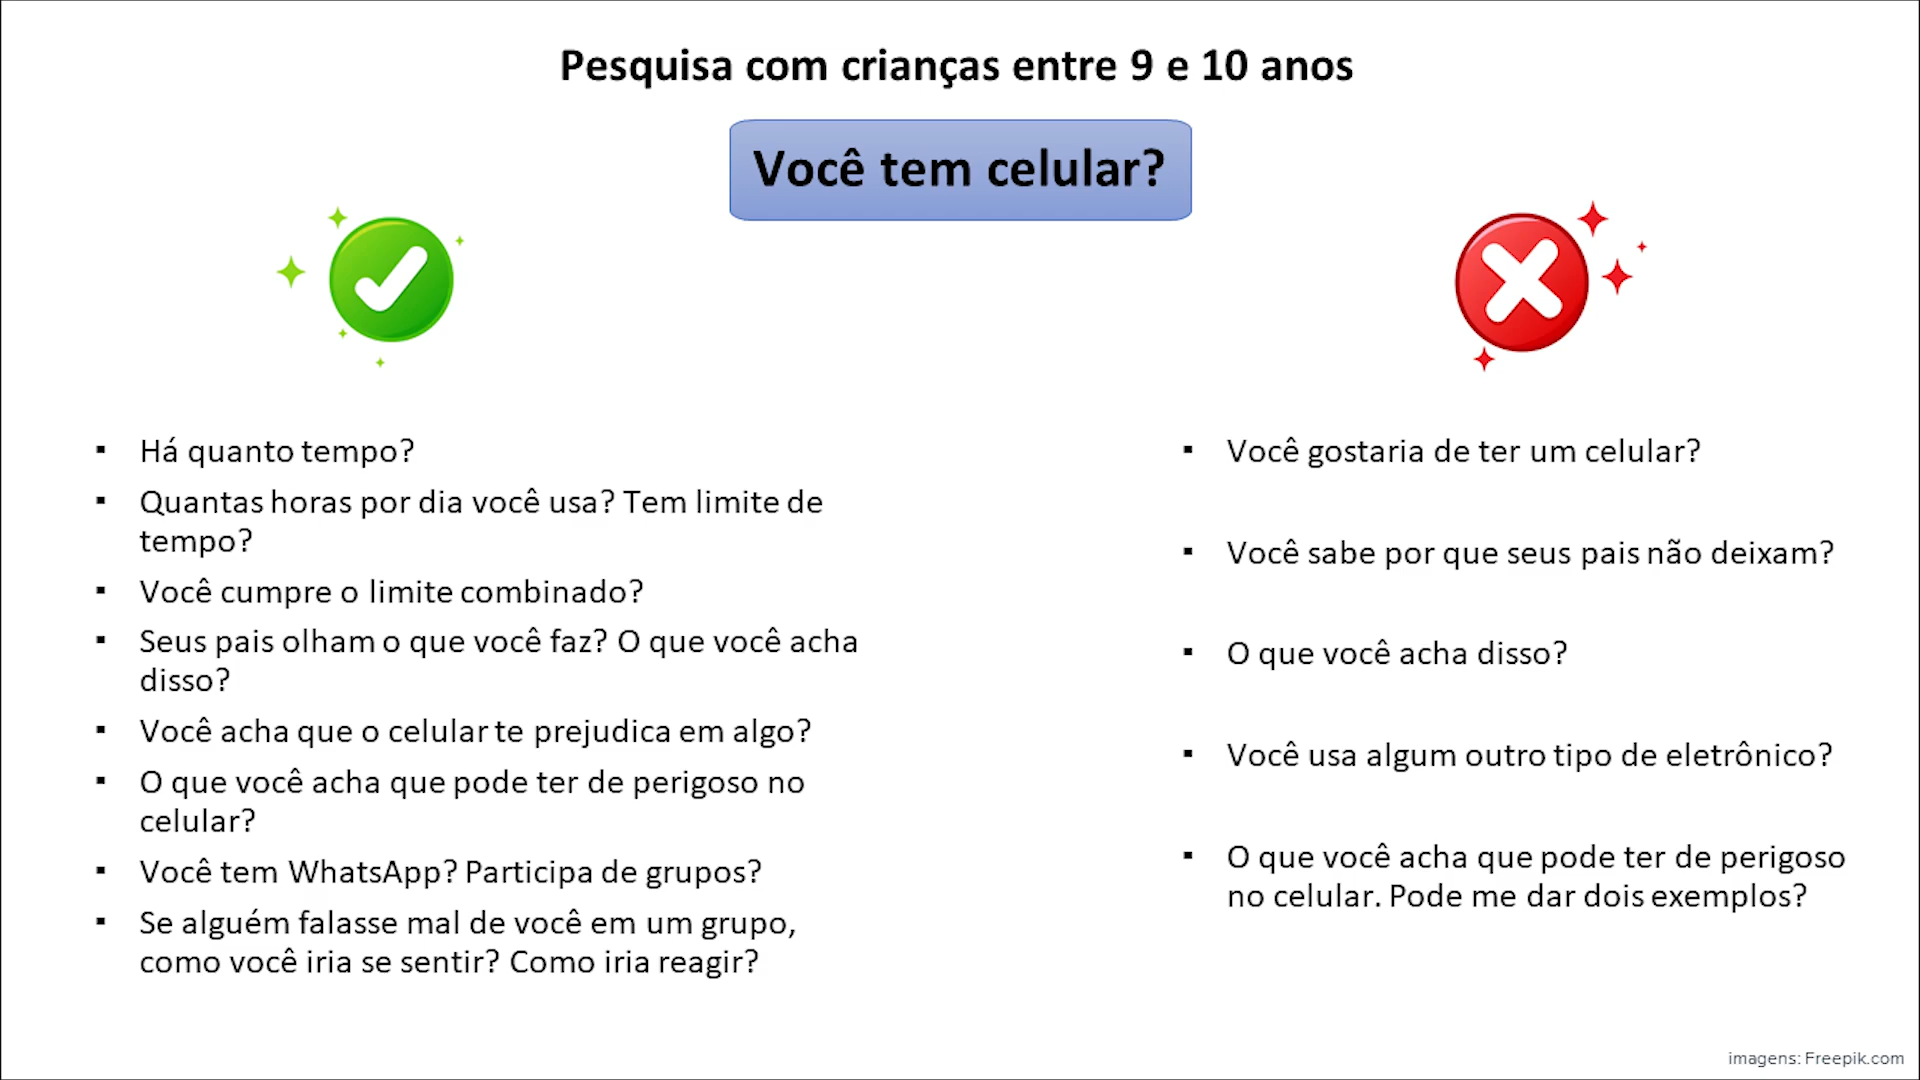 Pesquisa com crianças entre 9 e 10 anos
Você tem celular?
▪ Há quanto tempo?
▪ Quantas horas por dia você usa? Tem limite de
tempo?
▪ Você cumpre o limite combinado?
▪ Seus pais olham o que você faz? O que você acha
disso?
▪ Você acha que o celular te prejudica em algo?
▪ O que você acha que pode ter de perigoso no
celular?
▪ Você tem WhatsApp? Participa de grupos?
▪ Se alguém falasse mal de você em um grupo,
como você iria se sentir? Como iria reagir?
▪ Você gostaria de ter um celular?
▪ Você sabe por que seus pais não deixam?
▪ O que você acha disso?
▪ Você usa algum outro tipo de eletrônico?
▪ O que você acha que pode ter de perigoso
no celular. Pode me dar dois exemplos?
imagens: Freepik.com